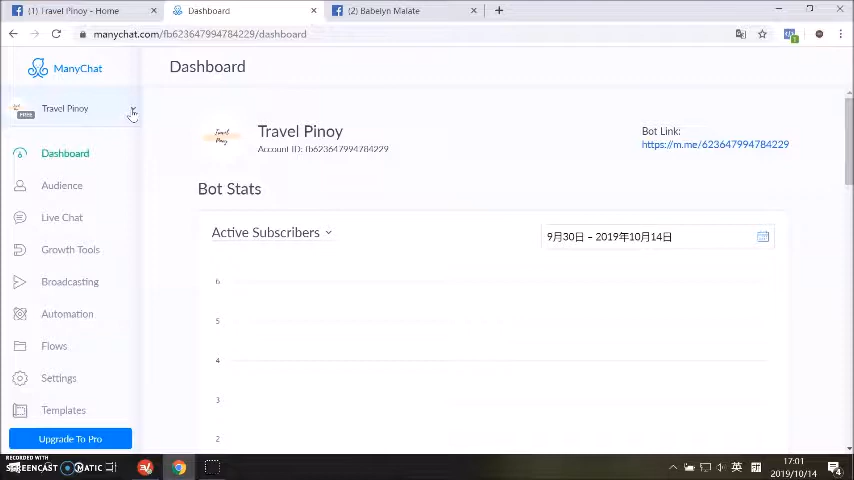 (1) Travel Pinoy - Home
Dashboard
(2) Babelyn Malate
manychat.com/fb623647994784229/dashboard
ManyChat
Dashboard
Travel Pinoy
FREE
Travel Pinoy
Account ID: fb623647994784229
Bot Link:
https://m.me/623647994784229
Dashboard
Audience
Live Chat
Growth Tools
Broadcasting
Automation
Flows
Settings
Templates
Upgrade To Pro
Bot Stats
Active Subscribers
9月30日 – 2019年10月14日
6
5
4
3
2
RECORDED WITH
SCREENCAST MATIC
英
17:01
2019/10/14
4